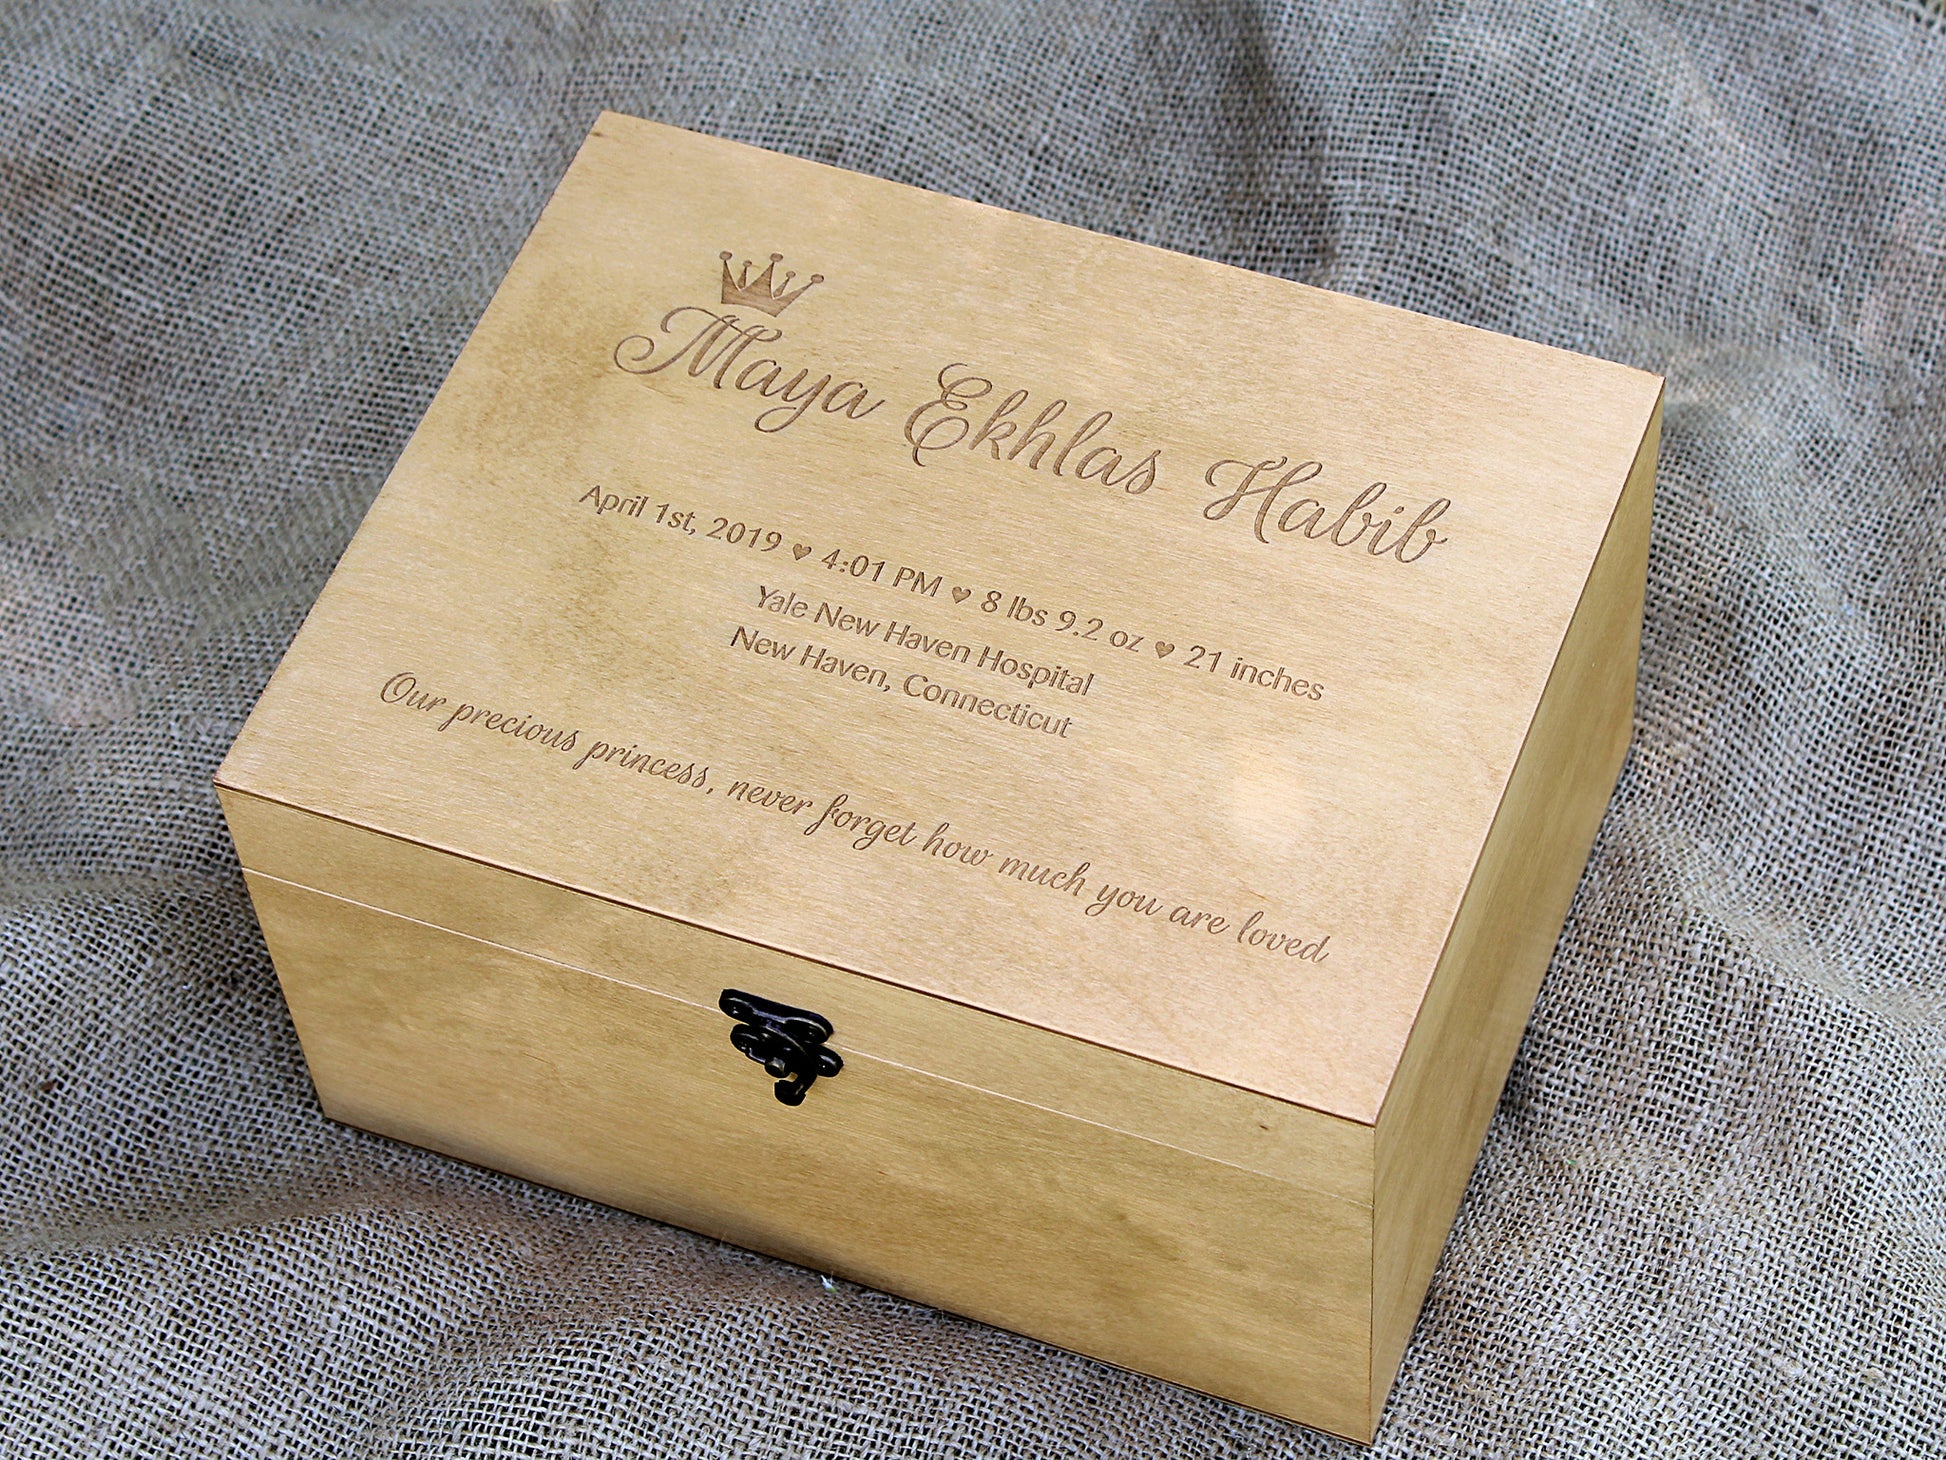 Maya Ekhlas Habib
April 1st, 2019 ♥ 4:01 PM ♥ 8 lbs 9.2 oz ♥ 21 inches
Yale New Haven Hospital
New Haven, Connecticut
Our precious princess, never forget how much you are loved